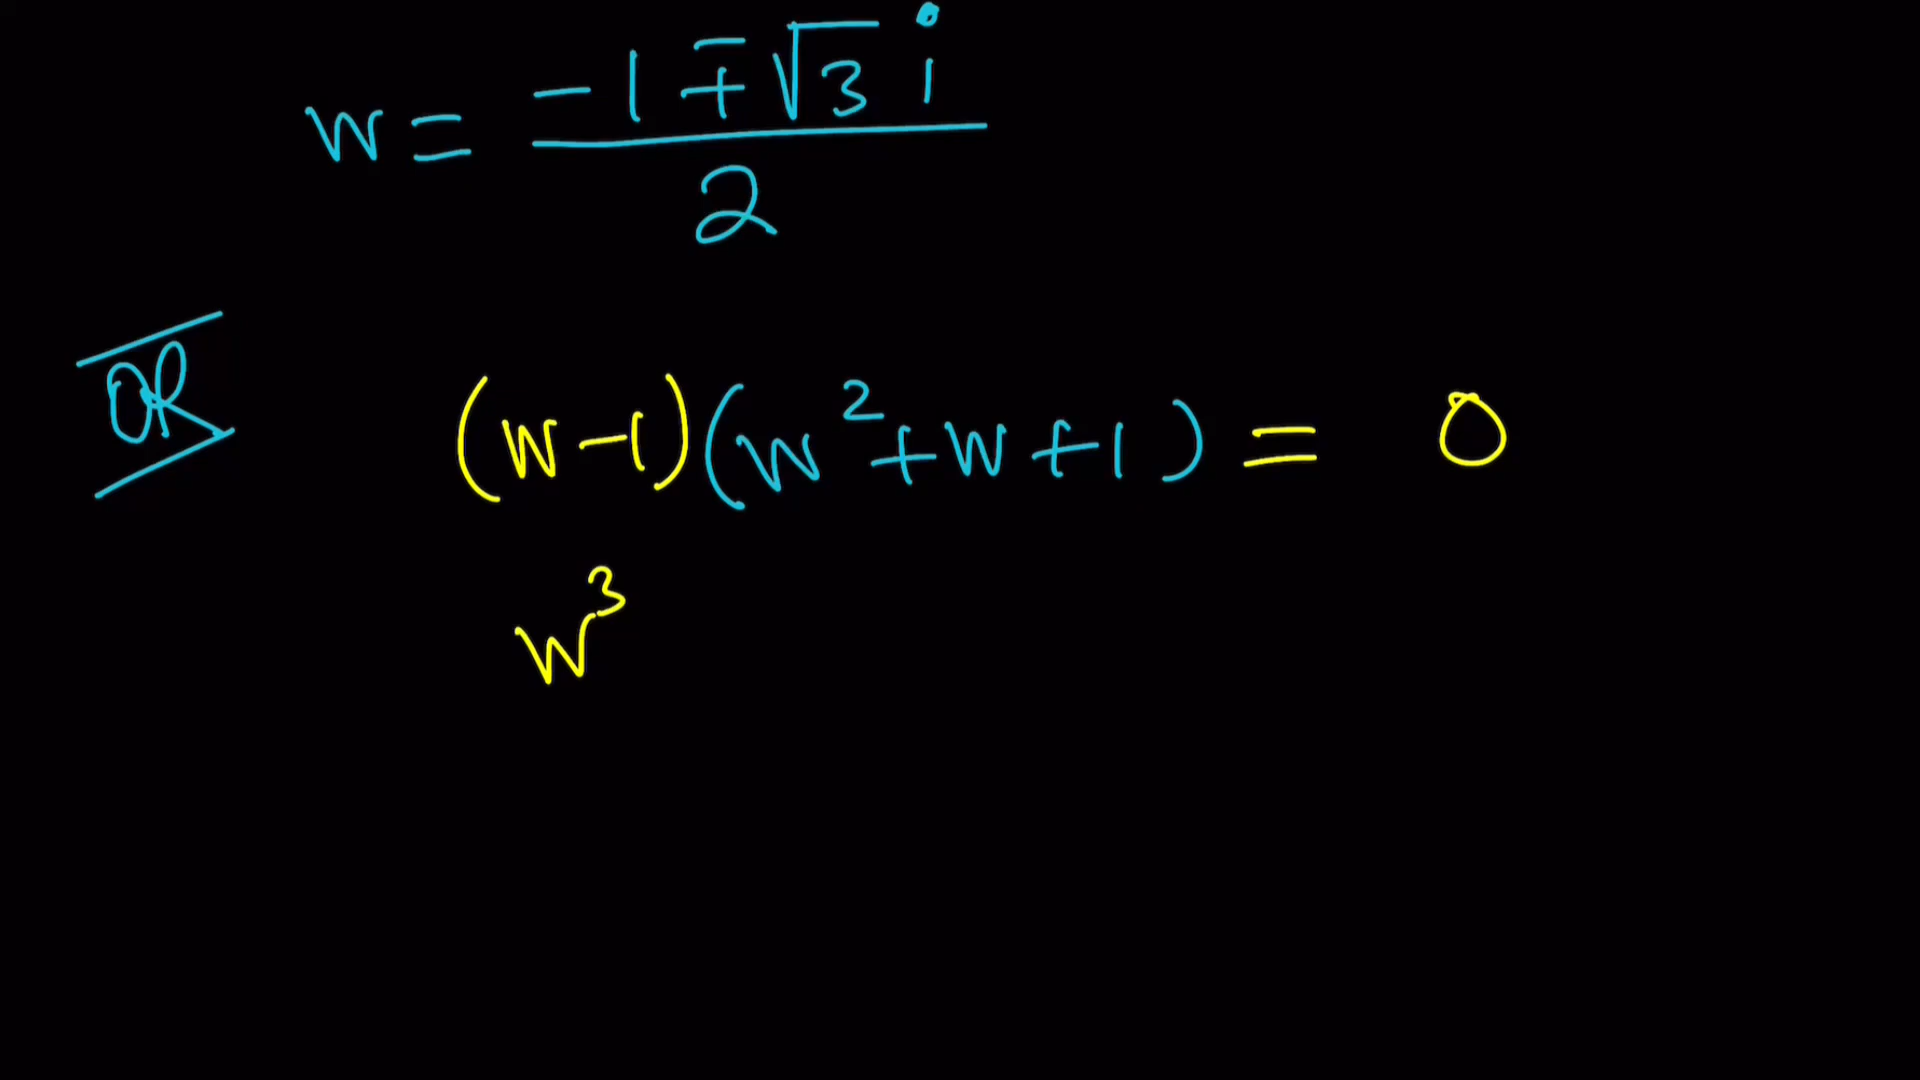 w = (-1 ∓ √3 i) / 2
OR
(w-1)(w²+w+1) = 0
w³